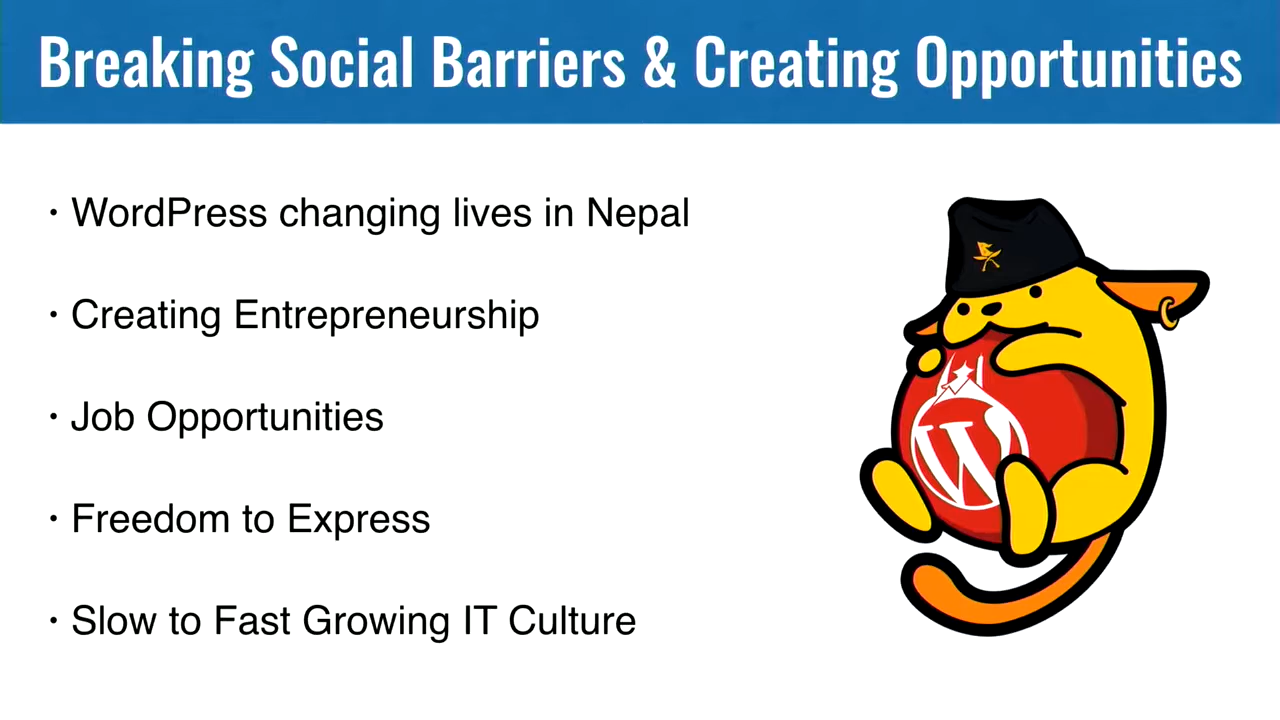 Breaking Social Barriers & Creating Opportunities
· WordPress changing lives in Nepal
· Creating Entrepreneurship
· Job Opportunities
· Freedom to Express
· Slow to Fast Growing IT Culture
W